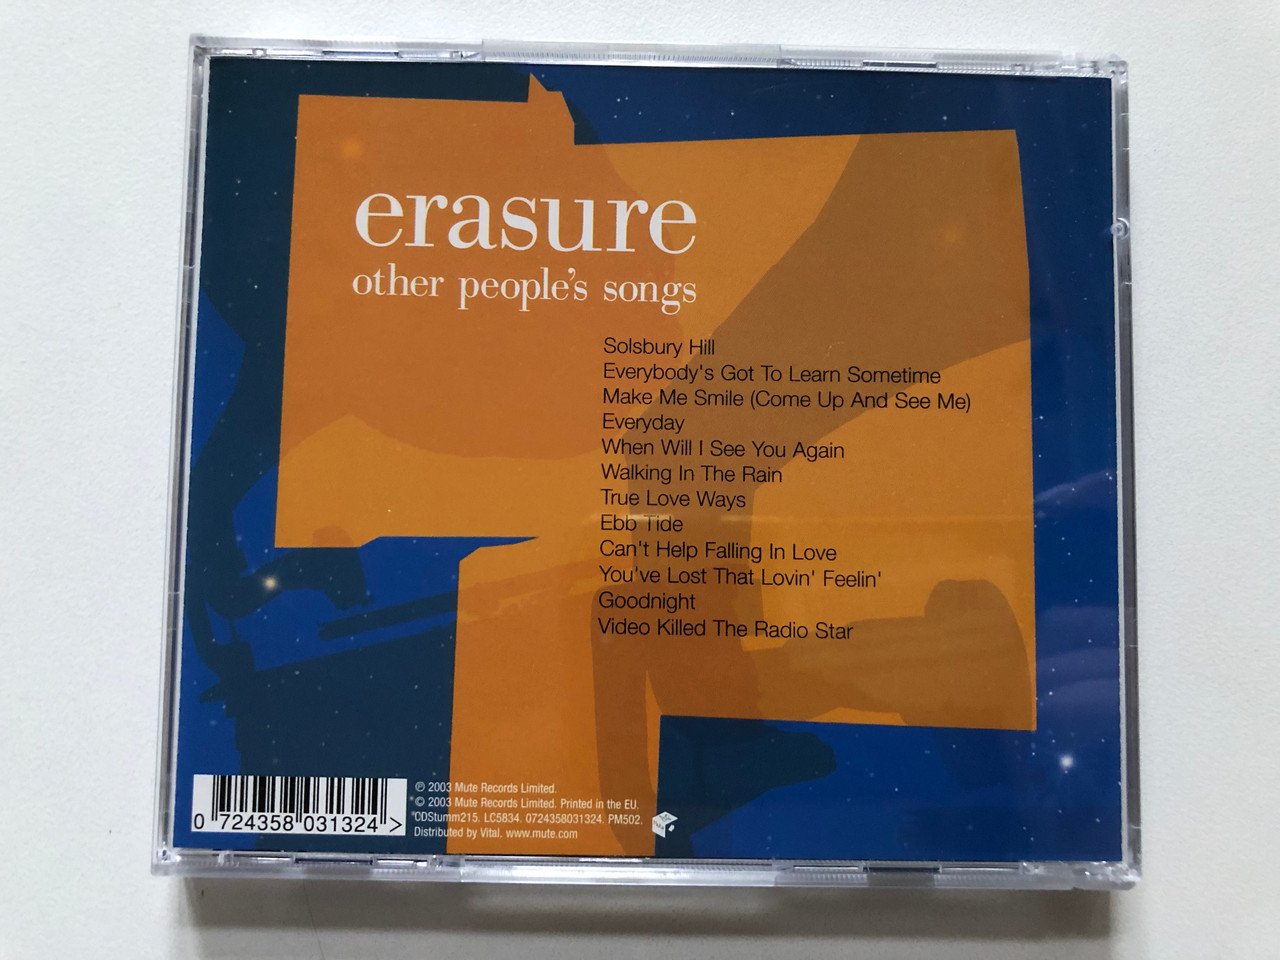 erasure
other people's songs
Solsbury Hill
Everybody's Got To Learn Sometime
Make Me Smile (Come Up And See Me)
Everyday
When Will I See You Again
Walking In The Rain
True Love Ways
Ebb Tide
Can't Help Falling In Love
You've Lost That Lovin' Feelin'
Goodnight
Video Killed The Radio Star
0 724358 031324 >
℗ 2003 Mute Records Limited.
© 2003 Mute Records Limited. Printed in the EU.
CDStumm215. LC5834. 0724358031324. PM502.
Distributed by Vital. www.mute.com